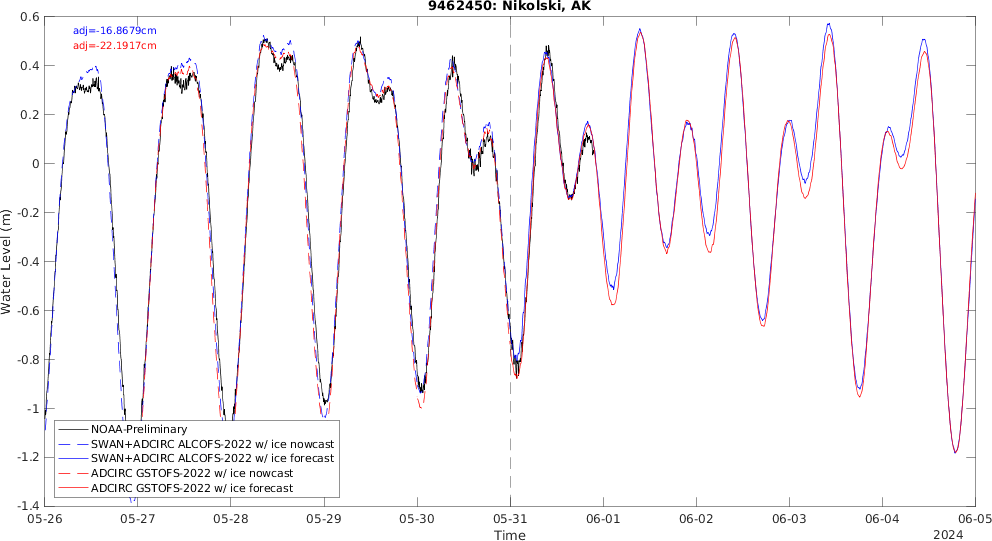 9462450: Nikolski, AK
adj=-16.8679cm
adj=-22.1917cm
0.6
0.4
0.2
0
-0.2
-0.4
-0.6
-0.8
-1
-1.2
-1.4
Water Level (m)
NOAA-Preliminary
SWAN+ADCIRC ALCOFS-2022 w/ ice nowcast
SWAN+ADCIRC ALCOFS-2022 w/ ice forecast
ADCIRC GSTOFS-2022 w/ ice nowcast
ADCIRC GSTOFS-2022 w/ ice forecast
05-26 05-27 05-28 05-29 05-30 05-31 06-01 06-02 06-03 06-04 06-05
Time
2024